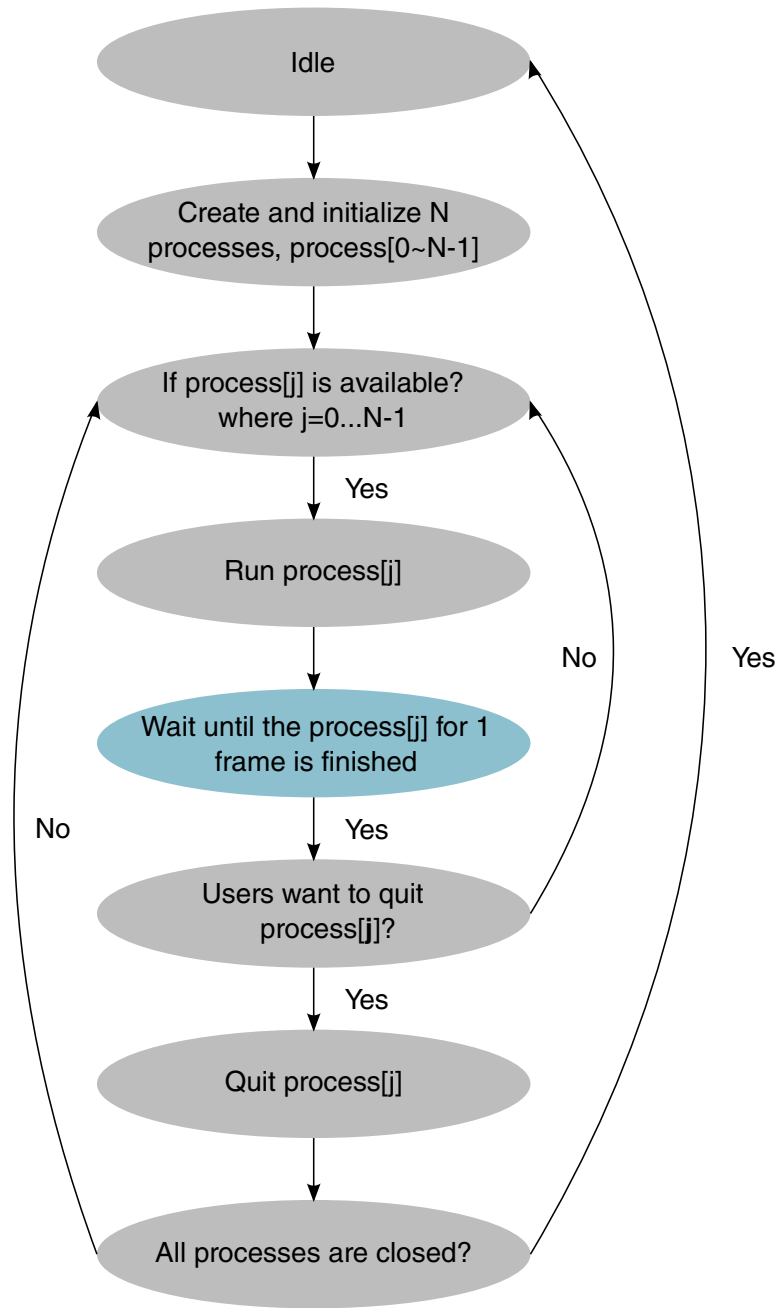 Idle
Create and initialize N
processes, process[0~N-1]
If process[j] is available?
where j=0...N-1
Yes
Run process[j]
No
Yes
Wait until the process[j] for 1
frame is finished
No
Yes
Users want to quit
process[j]?
Yes
Quit process[j]
All processes are closed?